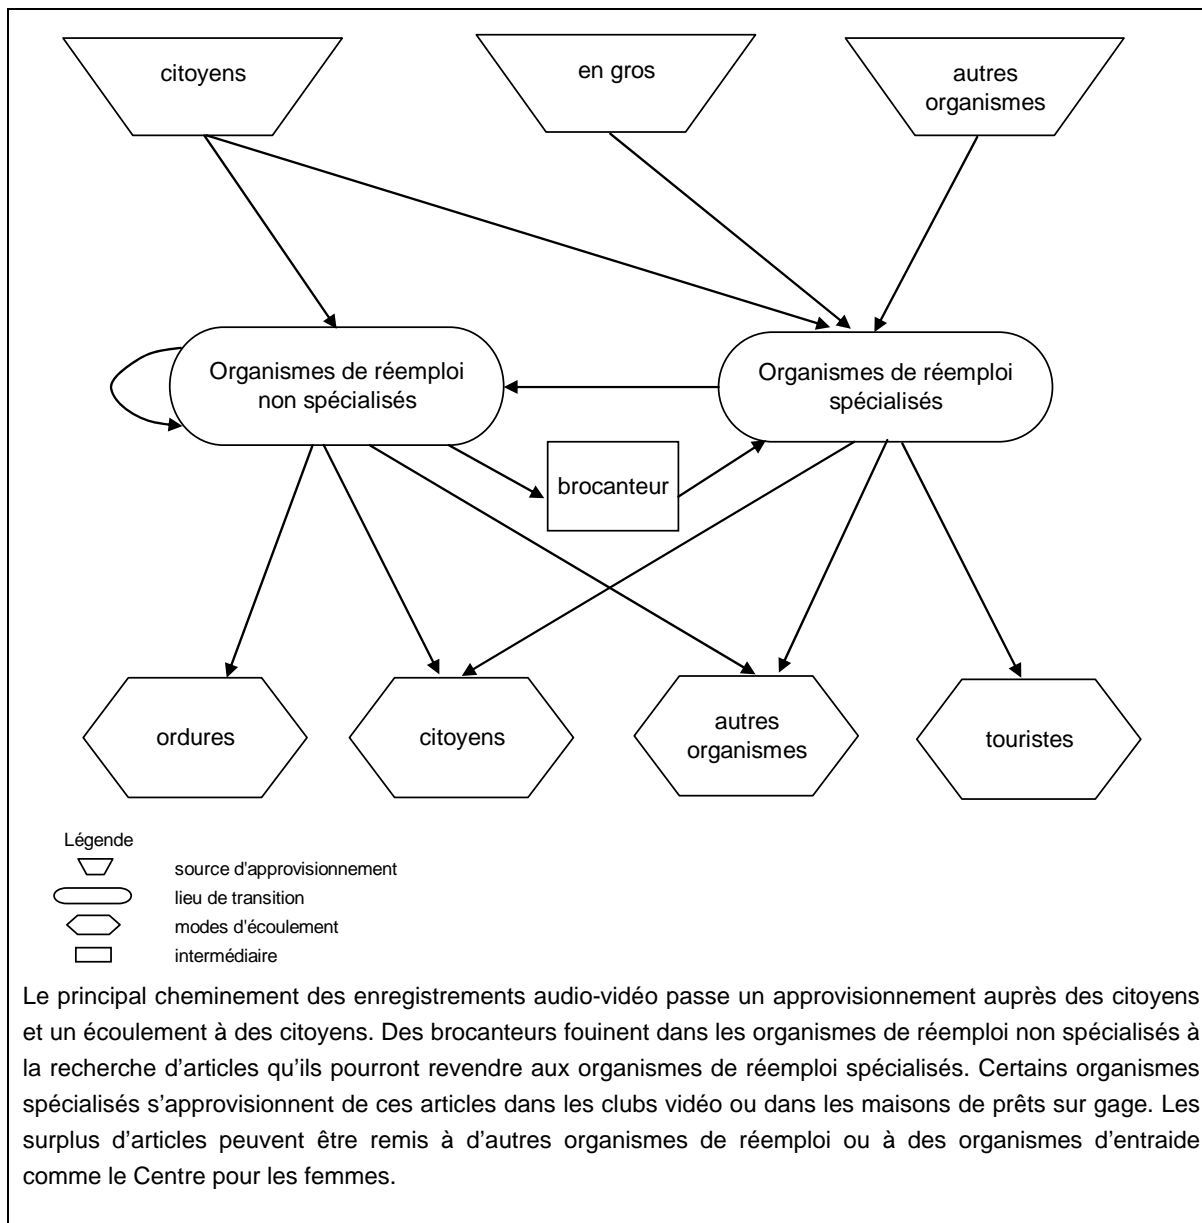 citoyens
en gros
autres
organismes
Organismes de réemploi
non spécialisés
Organismes de réemploi
spécialisés
brocanteur
ordures
citoyens
autres
organismes
touristes
Légende
source d'approvisionnement
lieu de transition
modes d'écoulement
intermédiaire
Le principal cheminement des enregistrements audio-vidéo passe un approvisionnement auprès des citoyens
et un écoulement à des citoyens. Des brocanteurs fouinent dans les organismes de réemploi non spécialisés à
la recherche d'articles qu'ils pourront revendre aux organismes de réemploi spécialisés. Certains organismes
spécialisés s'approvisionnent de ces articles dans les clubs vidéo ou dans les maisons de prêts sur gage. Les
surplus d'articles peuvent être remis à d'autres organismes de réemploi ou à des organismes d'entraide
comme le Centre pour les femmes.